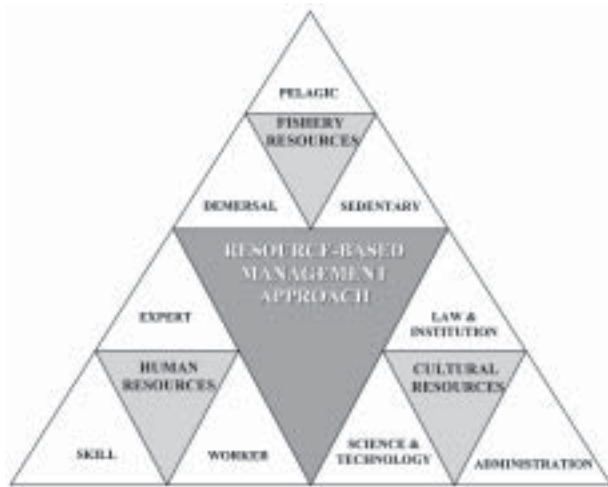 PELAGIC
FISHERY
RESOURCES
DEMERSAL
SEDENTARY
RESOURCE-BASED
MANAGEMENT
APPROACH
EXPERT
LAW &
INSTITUTION
HUMAN
RESOURCES
CULTURAL
RESOURCES
SKILL
WORKER
SCIENCE &
TECHNOLOGY
ADMINISTRATION